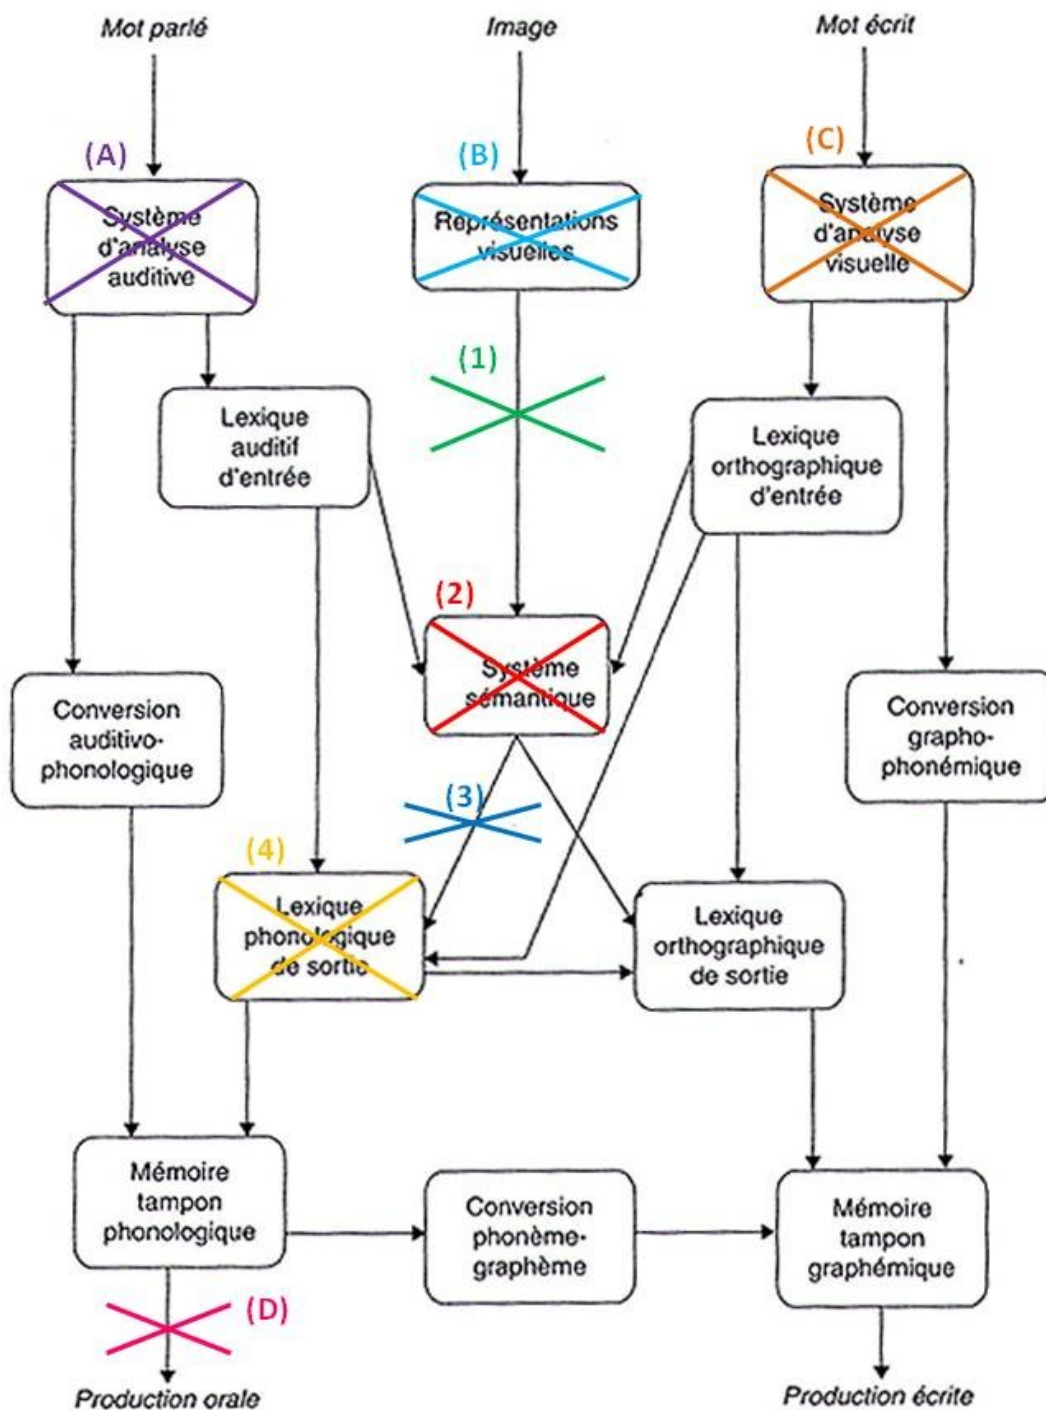 Mot parlé
Image
Mot écrit
(A)
(B)
(C)
Système
d'analyse
auditive
Représentations
visuelles
Système
d'analyse
visuelle
(1)
Lexique
auditif
d'entrée
Lexique
orthographique
d'entrée
(2)
Système
sémantique
Conversion
auditivo-
phonologique
Conversion
grapho-
phonémique
(3)
(4)
Lexique
phonologique
de sortie
Lexique
orthographique
de sortie
Mémoire
tampon
phonologique
Conversion
phonème-
graphème
Mémoire
tampon
graphémique
(D)
Production orale
Production écrite